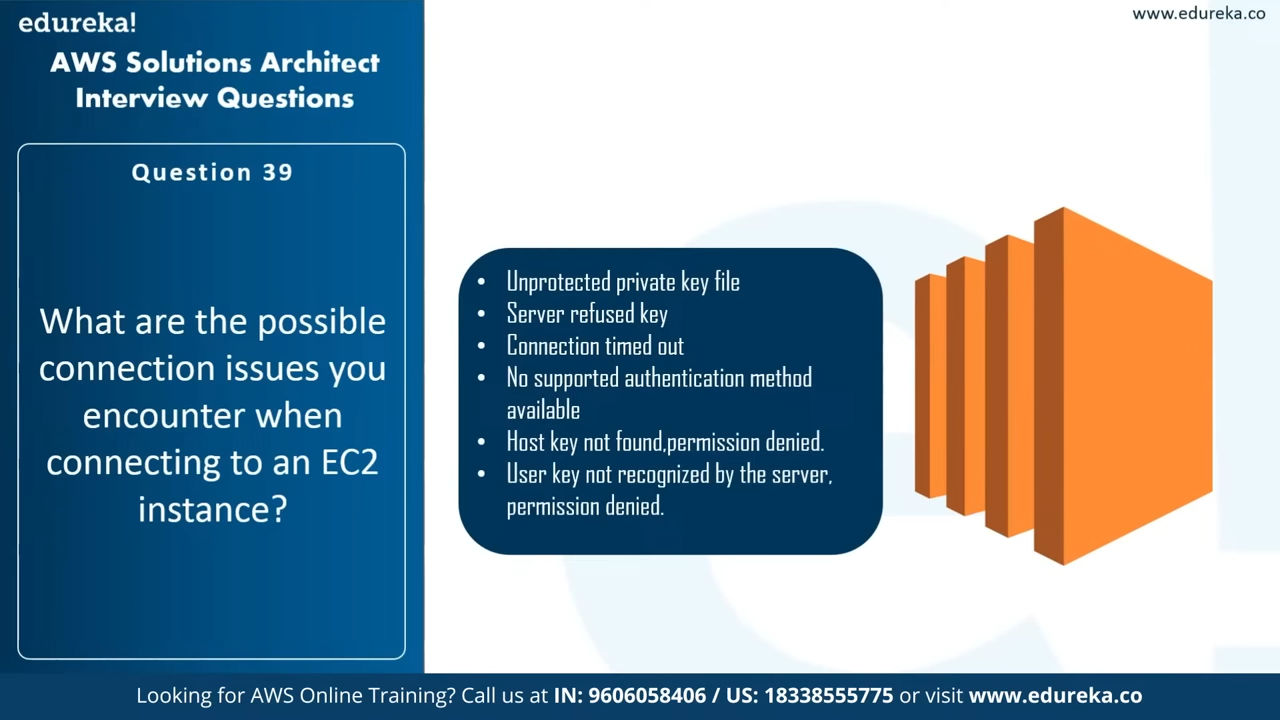 edureka!
www.edureka.co
AWS Solutions Architect
Interview Questions
Question 39
What are the possible
connection issues you
encounter when
connecting to an EC2
instance?
• Unprotected private key file
• Server refused key
• Connection timed out
• No supported authentication method
available
• Host key not found,permission denied.
• User key not recognized by the server,
permission denied.
Looking for AWS Online Training? Call us at IN: 9606058406 / US: 18338555775 or visit www.edureka.co